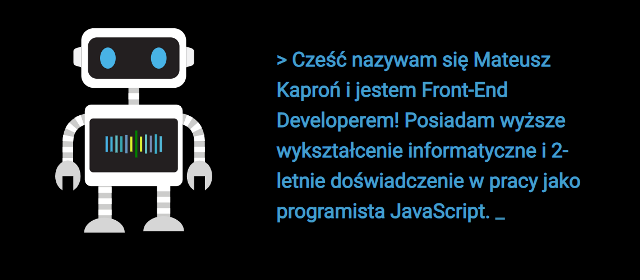 > Cześć nazywam się Mateusz
Kaproń i jestem Front-End
Developerem! Posiadam wyższe
wykształcenie informatyczne i 2-
letnie doświadczenie w pracy jako
programista JavaScript. _